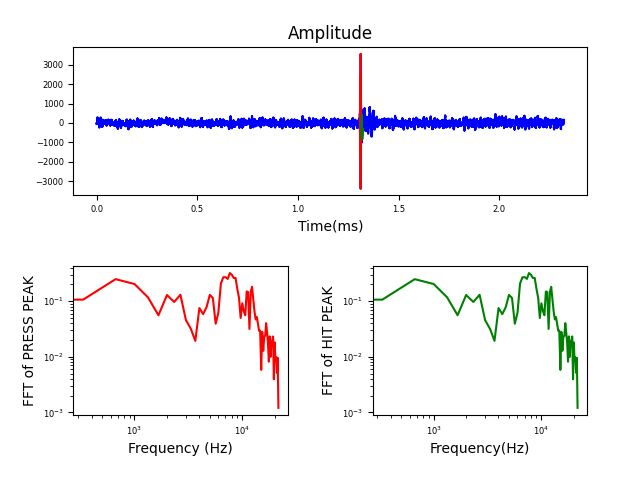 Amplitude
3000
2000
1000
0
−1000
−2000
−3000
0.0 0.5 1.0 1.5 2.0
Time(ms)
FFT of PRESS PEAK
10⁻¹
10⁻²
10⁻³
10³ 10⁴
Frequency (Hz)
FFT of HIT PEAK
10⁻¹
10⁻²
10⁻³
10³ 10⁴
Frequency(Hz)